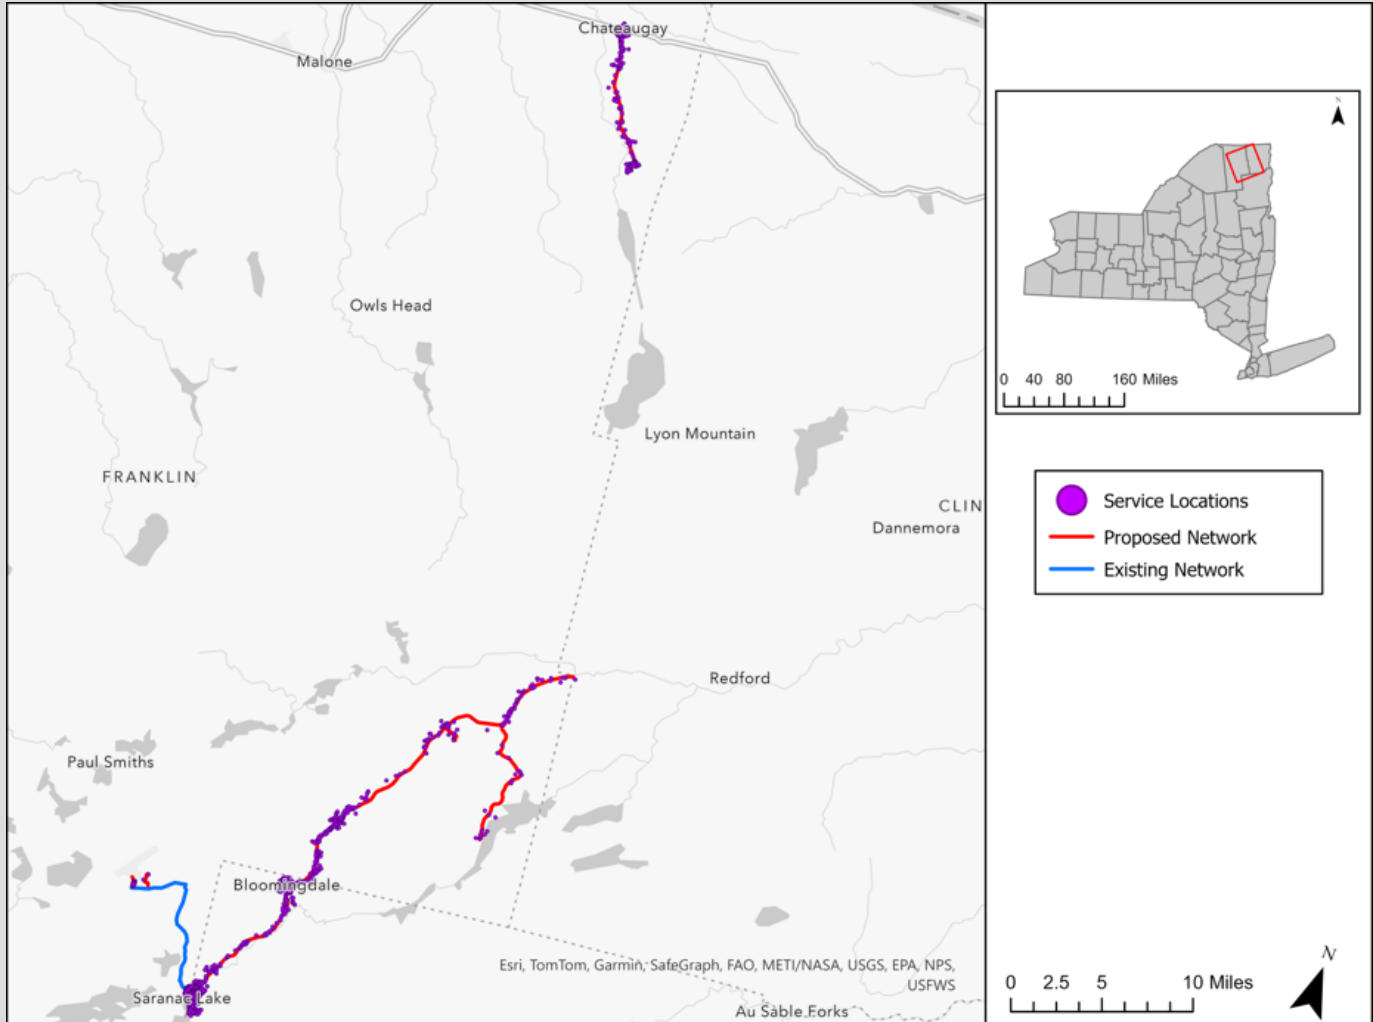 Chateaugay
Malone
Owls Head
Lyon Mountain
FRANKLIN
CLIN
Dannemora
Redford
Paul Smiths
Bloomingdale
Esri, TomTom, Garmin, SafeGraph, FAO, METI/NASA, USGS, EPA, NPS,
USFWS
Saranac Lake
Au Sable Forks
N
0 40 80 160 Miles
Service Locations
Proposed Network
Existing Network
N
0 2.5 5 10 Miles